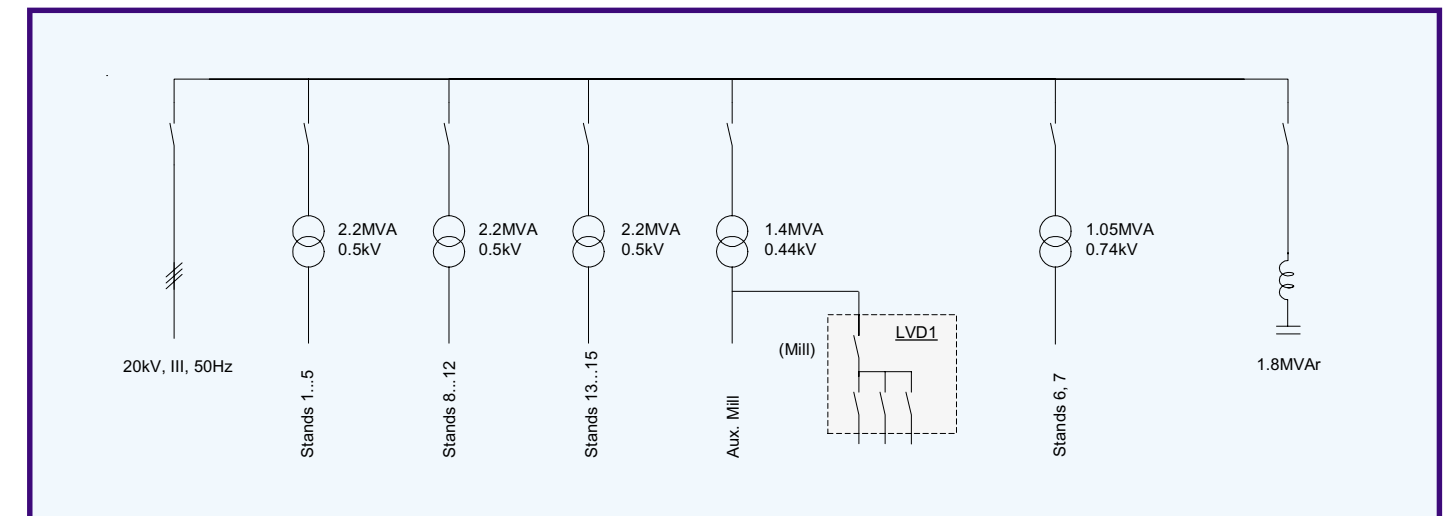 2.2MVA
0.5kV
2.2MVA
0.5kV
2.2MVA
0.5kV
1.4MVA
0.44kV
1.05MVA
0.74kV
LVD1
(Mill)
20kV, III, 50Hz
1.8MVAr
Stands 1...5
Stands 8...12
Stands 13...15
Aux. Mill
Stands 6, 7